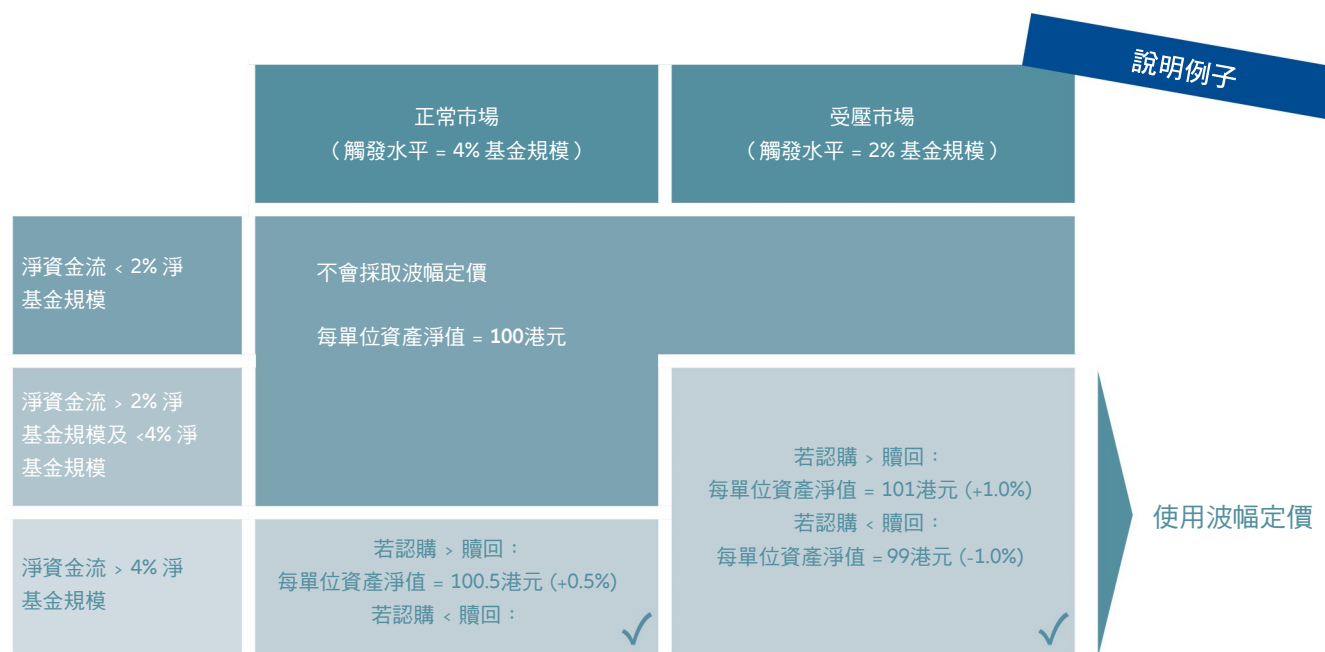 說明例子
正常市場
（觸發水平 = 4% 基金規模）
受壓市場
（觸發水平 = 2% 基金規模）
淨資金流 < 2% 淨
基金規模
不會採取波幅定價
每單位資產淨值 = 100港元
淨資金流 > 2% 淨
基金規模及 <4% 淨
基金規模
若認購 > 贖回：
每單位資產淨值 = 101港元 (+1.0%)
若認購 < 贖回：
每單位資產淨值 = 99港元 (-1.0%)
使用波幅定價
淨資金流 > 4% 淨
基金規模
若認購 > 贖回：
每單位資產淨值 = 100.5港元 (+0.5%)
若認購 < 贖回：